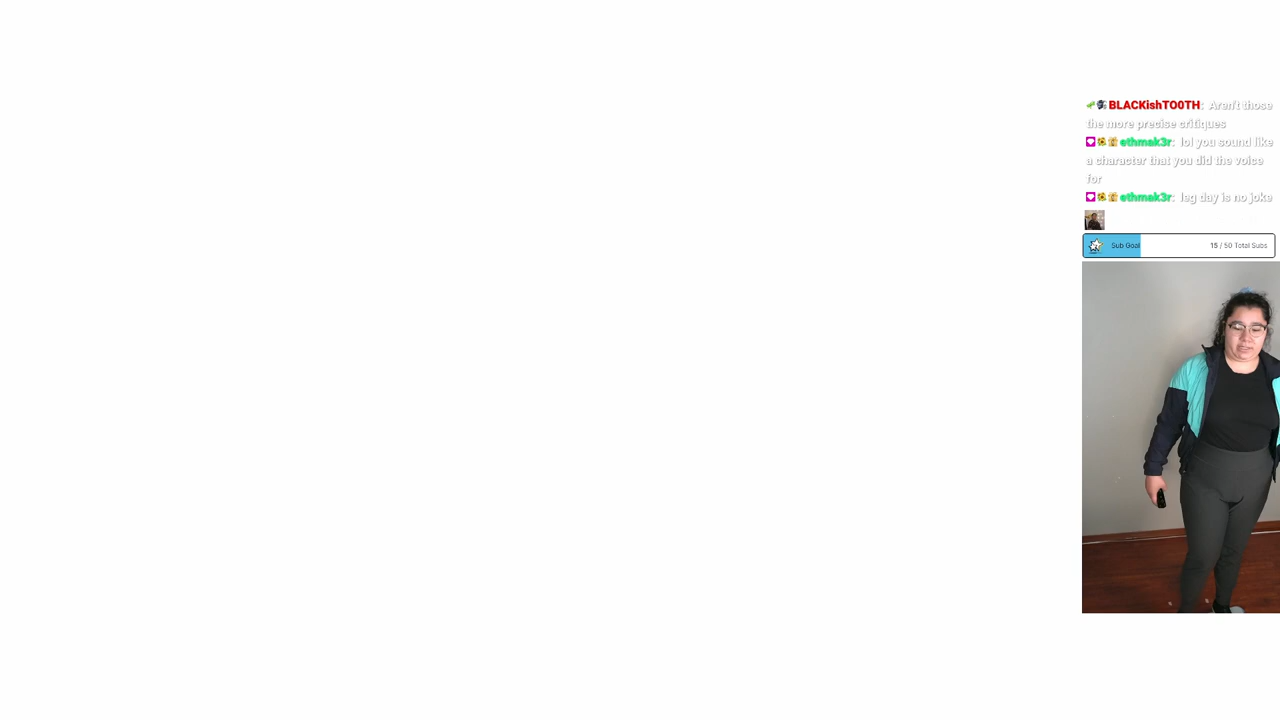 BLACKishTO0TH: Aren't those
the more precise critiques
ethmak3r: lol you sound like
a character that you did the voice
for
ethmak3r: leg day is no joke
Sub Goal
15 / 50 Total Subs